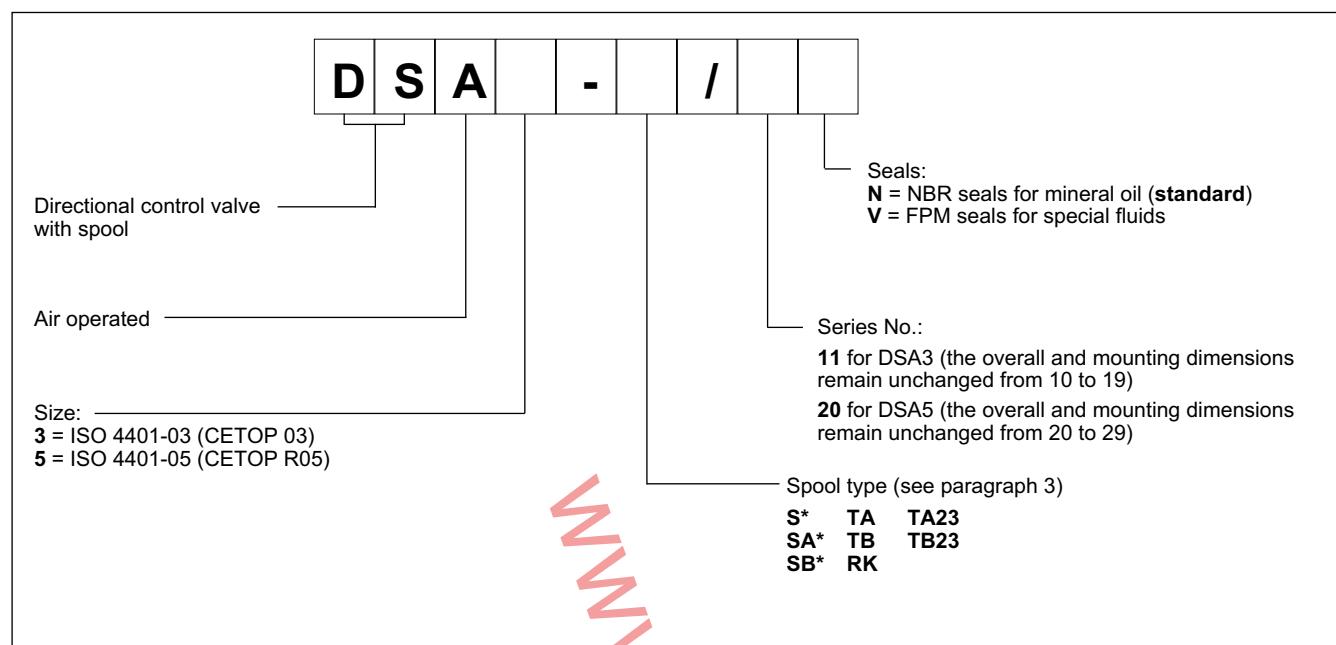 D S A - /
Directional control valve
with spool
Air operated
Size:
3 = ISO 4401-03 (CETOP 03)
5 = ISO 4401-05 (CETOP R05)
Seals:
N = NBR seals for mineral oil (standard)
V = FPM seals for special fluids
Series No.:
11 for DSA3 (the overall and mounting dimensions
remain unchanged from 10 to 19)
20 for DSA5 (the overall and mounting dimensions
remain unchanged from 20 to 29)
Spool type (see paragraph 3)
S* TA TA23
SA* TB TB23
SB* RK